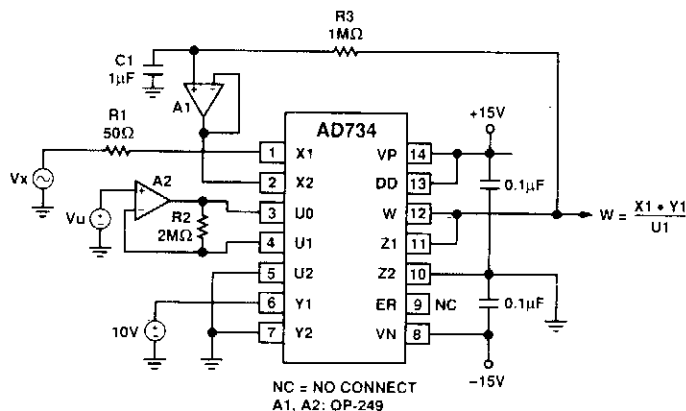 R3
1MΩ
C1
1µF
A1
+15V
R1
50Ω
AD734
1 X1 VP 14
2 X2 DD 13
0.1µF
Vx
A2
3 U0 W 12
W = X1 • Y1
U1
Vu
R2
2MΩ
4 U1 Z1 11
5 U2 Z2 10
6 Y1 ER 9 NC
0.1µF
10V
7 Y2 VN 8
–15V
NC = NO CONNECT
A1, A2: OP-249